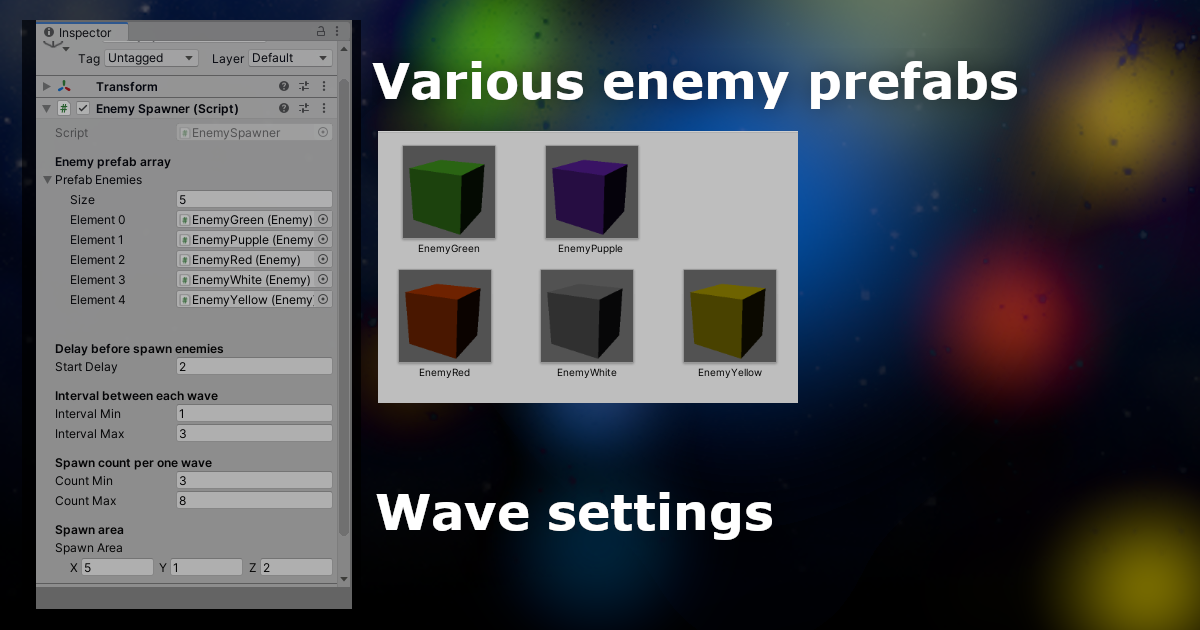 Inspector
Tag Untagged Layer Default
Transform
Enemy Spawner (Script)
Script EnemySpawner
Enemy prefab array
Prefab Enemies
Size 5
Element 0 EnemyGreen (Enemy)
Element 1 EnemyPupple (Enemy
Element 2 EnemyRed (Enemy)
Element 3 EnemyWhite (Enemy)
Element 4 EnemyYellow (Enemy
Delay before spawn enemies
Start Delay 2
Interval between each wave
Interval Min 1
Interval Max 3
Spawn count per one wave
Count Min 3
Count Max 8
Spawn area
Spawn Area
X 5 Y 1 Z 2
Various enemy prefabs
EnemyGreen EnemyPupple
EnemyRed EnemyWhite EnemyYellow
Wave settings